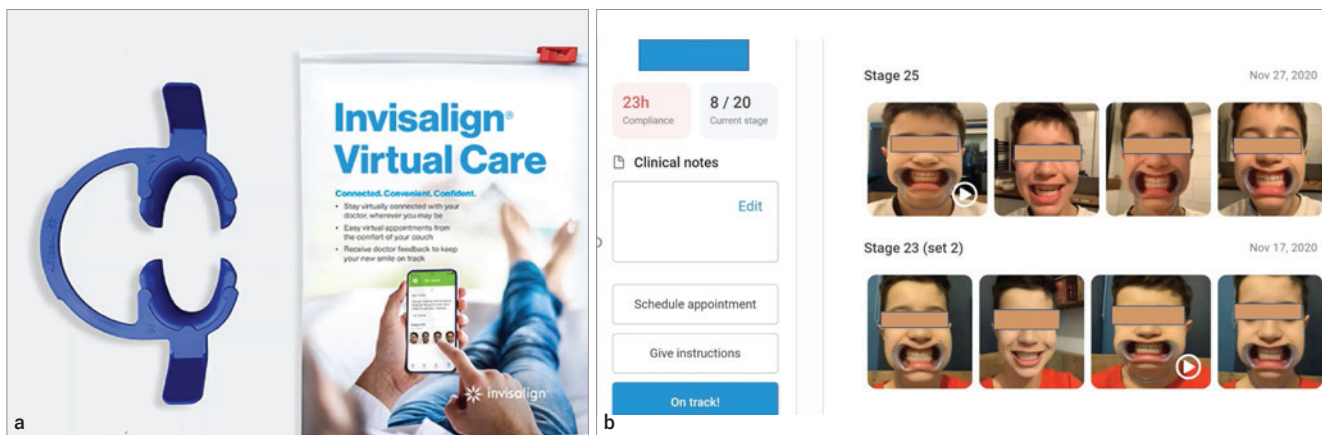 Invisalign®
Virtual Care
Connected. Convenient. Confident.
• Stay virtually connected with your
doctor, wherever you may be
• Easy virtual appointments from
the comfort of your couch
• Receive doctor feedback to keep
your new smile on track
invisalign
a
23h
Compliance
8 / 20
Current stage
Clinical notes
Edit
Schedule appointment
Give instructions
On track!
Stage 25
Nov 27, 2020
Stage 23 (set 2)
Nov 17, 2020
b